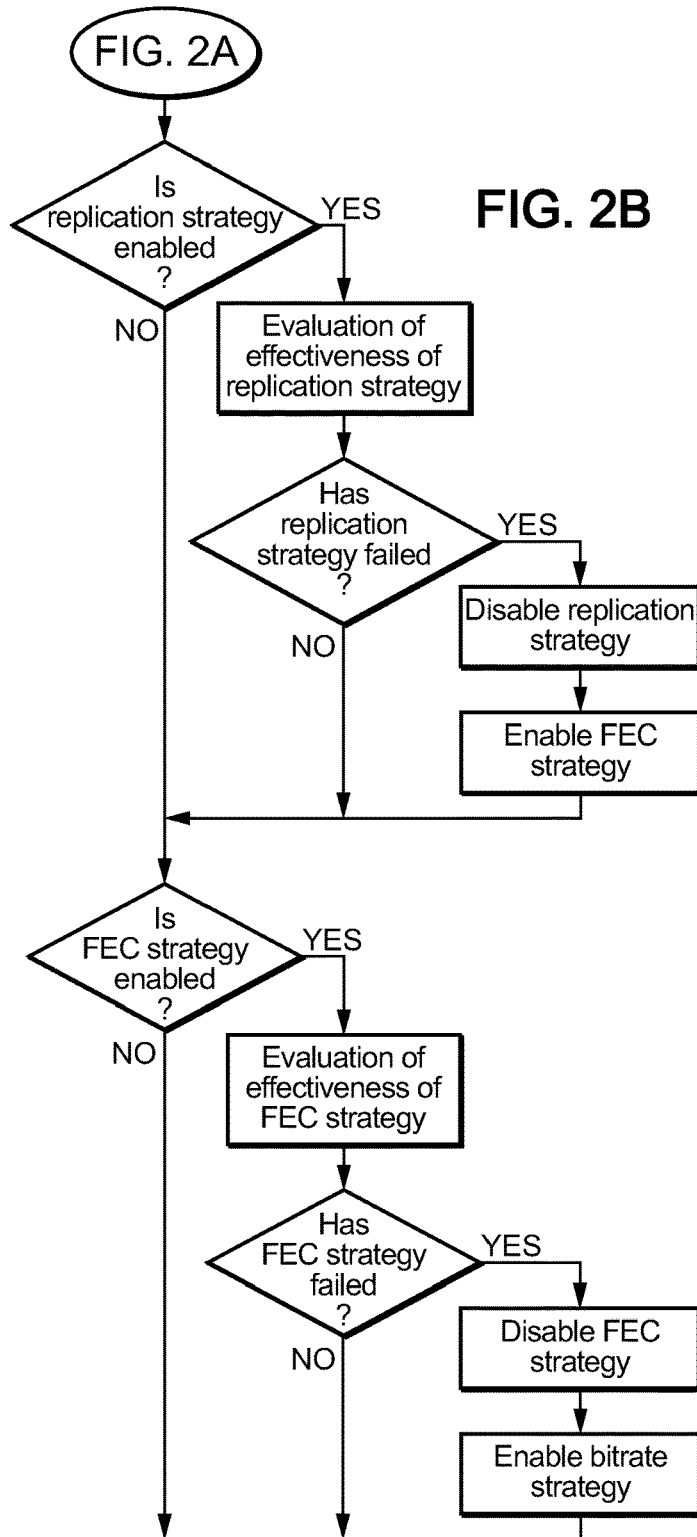 FIG. 2A
FIG. 2B
Is
replication strategy
enabled
?
YES
NO
Evaluation of
effectiveness of
replication strategy
Has
replication
strategy failed
?
YES
NO
Disable replication
strategy
Enable FEC
strategy
Is
FEC strategy
enabled
?
YES
NO
Evaluation of
effectiveness of
FEC strategy
Has
FEC strategy
failed
?
YES
NO
Disable FEC
strategy
Enable bitrate
strategy